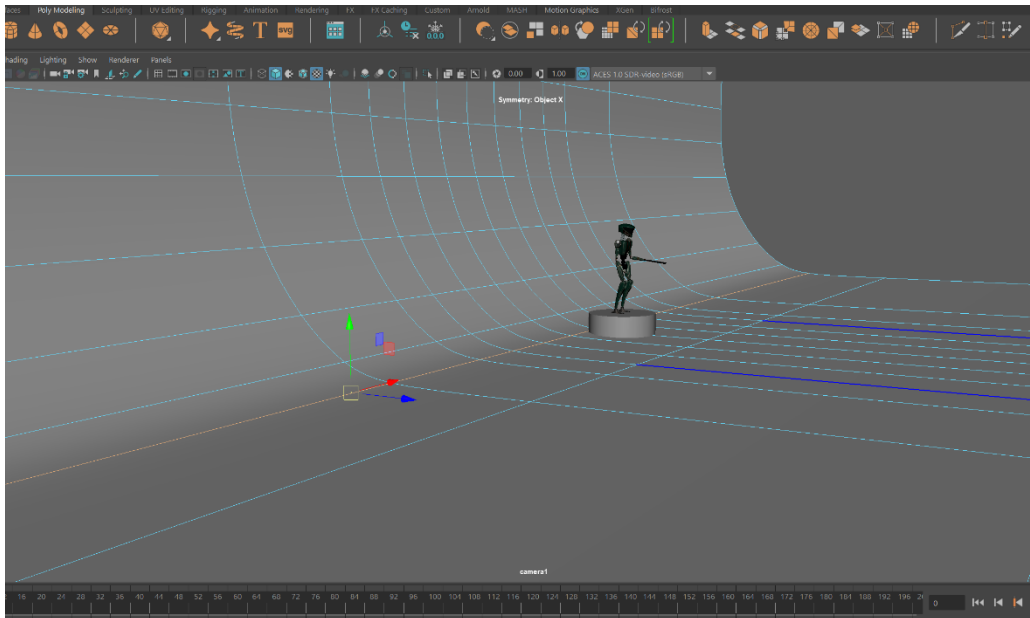 Poly Modeling Sculpting UV Editing Rigging Animation Rendering FX FX Caching Custom Arnold MASH Motion Graphics XGen Bifrost
T SVG
Lighting Show Renderer Panels
0.00 1.00 ACES 1.0 SDR-video (sRGB)
Symmetry: Object X
camera1
16 20 24 28 32 36 40 44 48 52 56 60 64 68 72 76 80 84 88 92 96 100 104 108 112 116 120 124 128 132 136 140 144 148 152 156 160 164 168 172 176 180 184 188 192 196
0